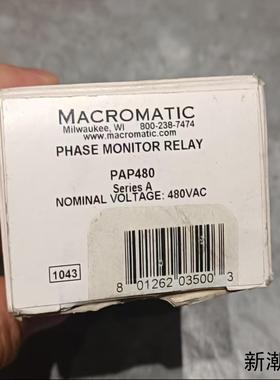 MACROMATIC
Milwaukee, WI 800-238-7474
www.macromatic.com
PHASE MONITOR RELAY
PAP480
Series A
NOMINAL VOLTAGE: 480VAC
1043
8 01262 03500 3
新潮